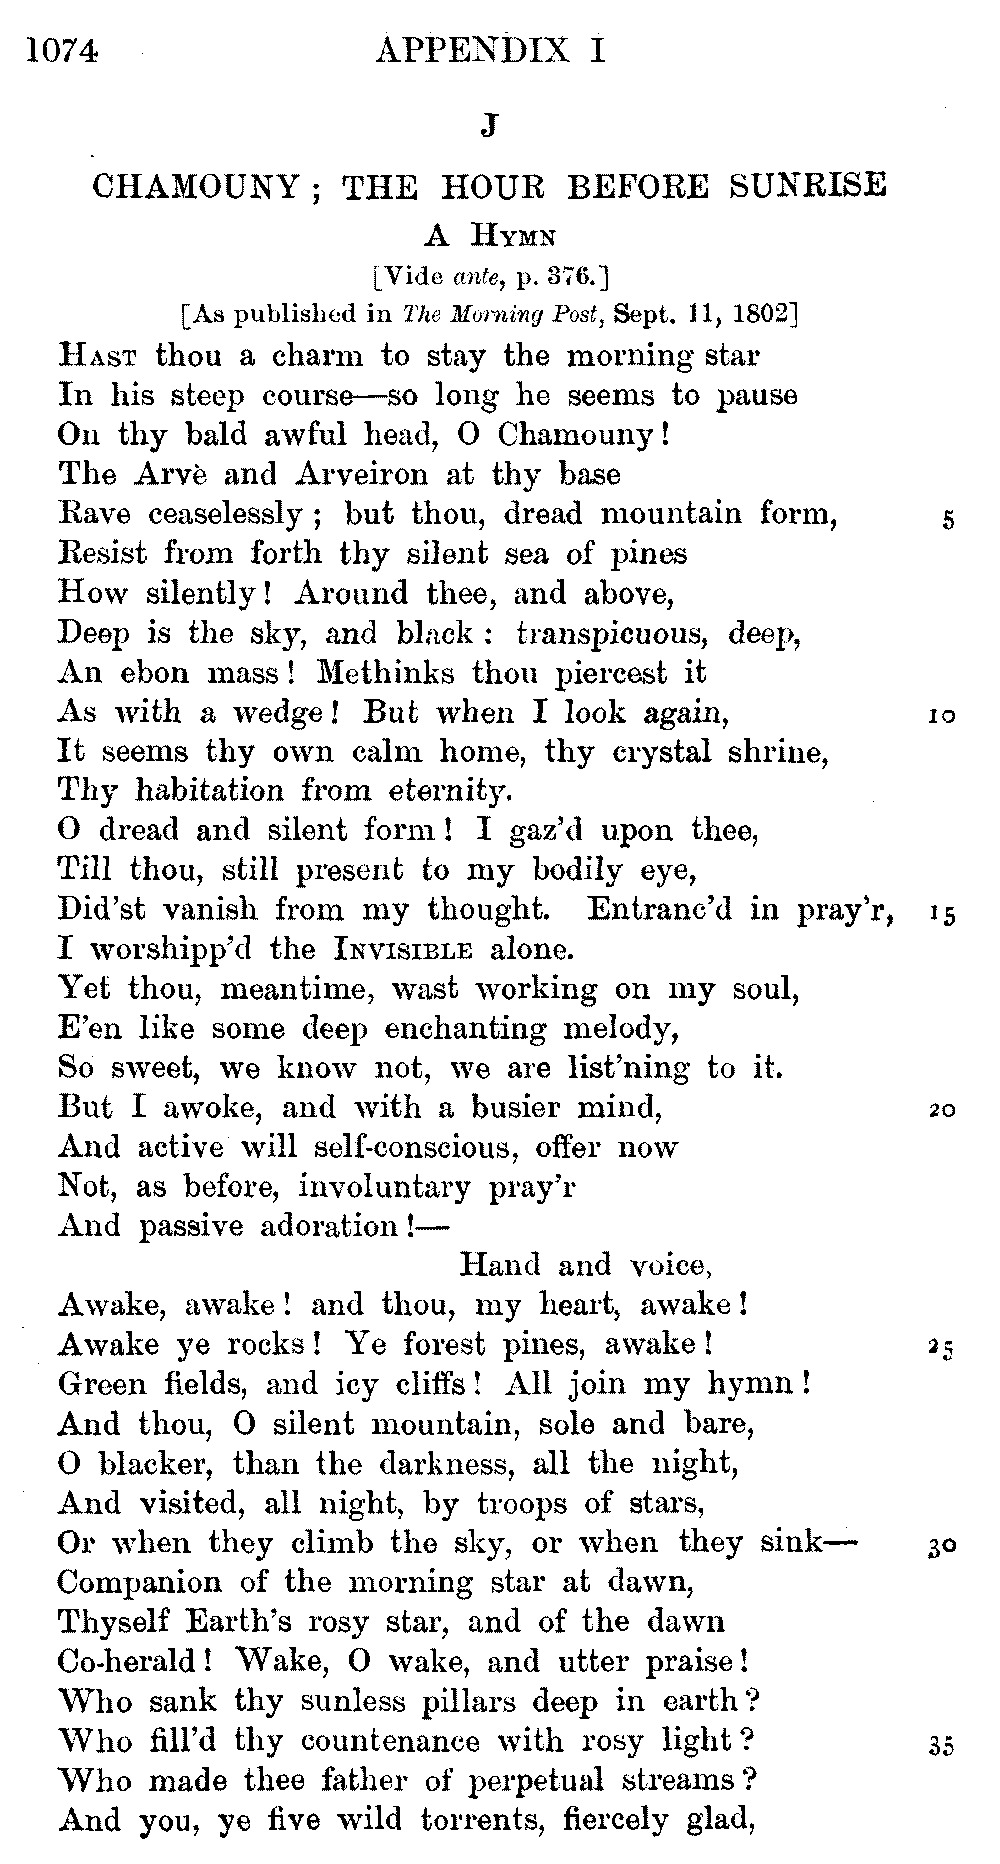 1074 APPENDIX I
J
CHAMOUNY ; THE HOUR BEFORE SUNRISE
A HYMN
[Vide ante, p. 376.]
[As published in The Morning Post, Sept. 11, 1802]
HAST thou a charm to stay the morning star
In his steep course—so long he seems to pause
On thy bald awful head, O Chamouny!
The Arvè and Arveiron at thy base
Rave ceaselessly ; but thou, dread mountain form, 5
Resist from forth thy silent sea of pines
How silently! Around thee, and above,
Deep is the sky, and black : transpicuous, deep,
An ebon mass! Methinks thou piercest it
As with a wedge! But when I look again, 10
It seems thy own calm home, thy crystal shrine,
Thy habitation from eternity.
O dread and silent form! I gaz'd upon thee,
Till thou, still present to my bodily eye,
Did'st vanish from my thought. Entranc'd in pray'r, 15
I worshipp'd the INVISIBLE alone.
Yet thou, meantime, wast working on my soul,
E'en like some deep enchanting melody,
So sweet, we know not, we are list'ning to it.
But I awoke, and with a busier mind, 20
And active will self-conscious, offer now
Not, as before, involuntary pray'r
And passive adoration!—
Hand and voice,
Awake, awake! and thou, my heart, awake!
Awake ye rocks! Ye forest pines, awake! 25
Green fields, and icy cliffs! All join my hymn!
And thou, O silent mountain, sole and bare,
O blacker, than the darkness, all the night,
And visited, all night, by troops of stars,
Or when they climb the sky, or when they sink— 30
Companion of the morning star at dawn,
Thyself Earth's rosy star, and of the dawn
Co-herald! Wake, O wake, and utter praise!
Who sank thy sunless pillars deep in earth?
Who fill'd thy countenance with rosy light? 35
Who made thee father of perpetual streams?
And you, ye five wild torrents, fiercely glad,